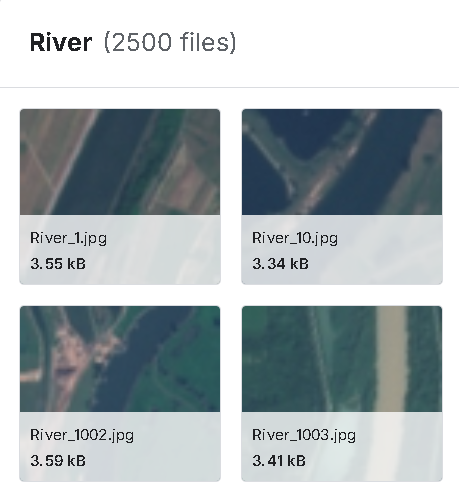 River (2500 files)
River_1.jpg
3.55 kB
River_10.jpg
3.34 kB
River_1002.jpg
3.59 kB
River_1003.jpg
3.41 kB